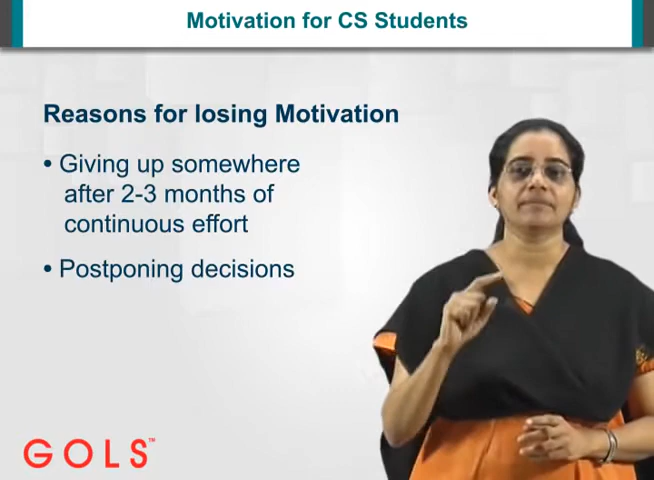 Motivation for CS Students
Reasons for losing Motivation
• Giving up somewhere
after 2-3 months of
continuous effort
• Postponing decisions
GOLS™